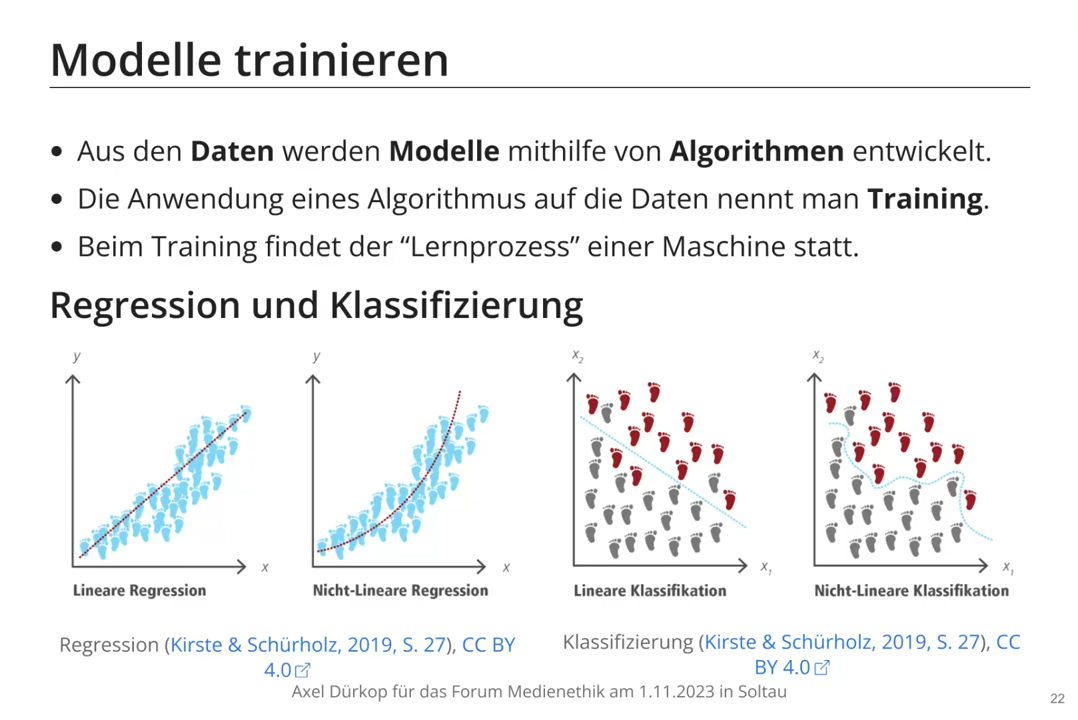 Modelle trainieren
• Aus den Daten werden Modelle mithilfe von Algorithmen entwickelt.
• Die Anwendung eines Algorithmus auf die Daten nennt man Training.
• Beim Training findet der “Lernprozess” einer Maschine statt.
Regression und Klassifizierung
y
x
Lineare Regression
y
x
Nicht-Lineare Regression
x₂
x₁
Lineare Klassifikation
x₂
x₁
Nicht-Lineare Klassifikation
Regression (Kirste & Schürholz, 2019, S. 27), CC BY
4.0
Klassifizierung (Kirste & Schürholz, 2019, S. 27), CC
BY 4.0
Axel Dürkop für das Forum Medienethik am 1.11.2023 in Soltau
22